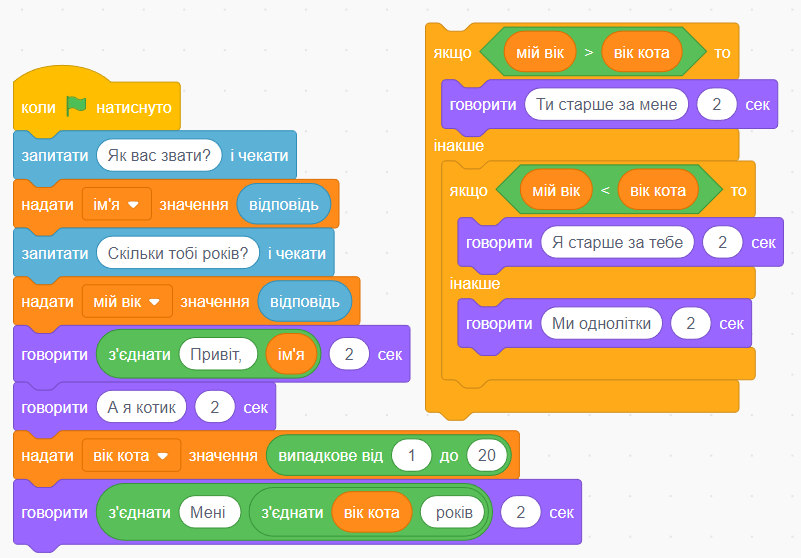 коли натиснуто
запитати Як вас звати? і чекати
надати ім'я значення відповідь
запитати Скільки тобі років? і чекати
надати мій вік значення відповідь
говорити з'єднати Привіт, ім'я 2 сек
говорити А я котик 2 сек
надати вік кота значення випадкове від 1 до 20
говорити з'єднати Мені з'єднати вік кота років 2 сек
якщо мій вік > вік кота то
говорити Ти старше за мене 2 сек
інакше
якщо мій вік < вік кота то
говорити Я старше за тебе 2 сек
інакше
говорити Ми однолітки 2 сек